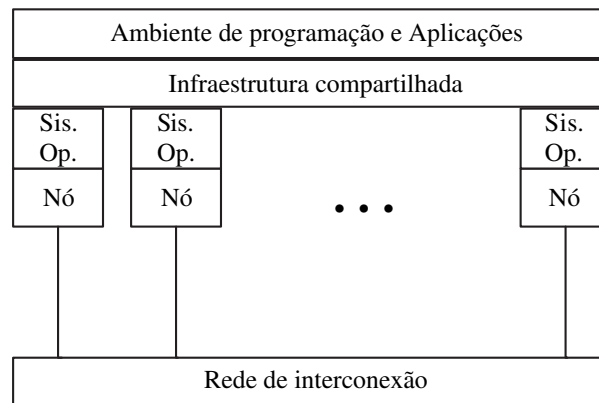 Ambiente de programação e Aplicações
Infraestrutura compartilhada
Sis.
Op.
Nó
Sis.
Op.
Nó
Sis.
Op.
Nó
Rede de interconexão